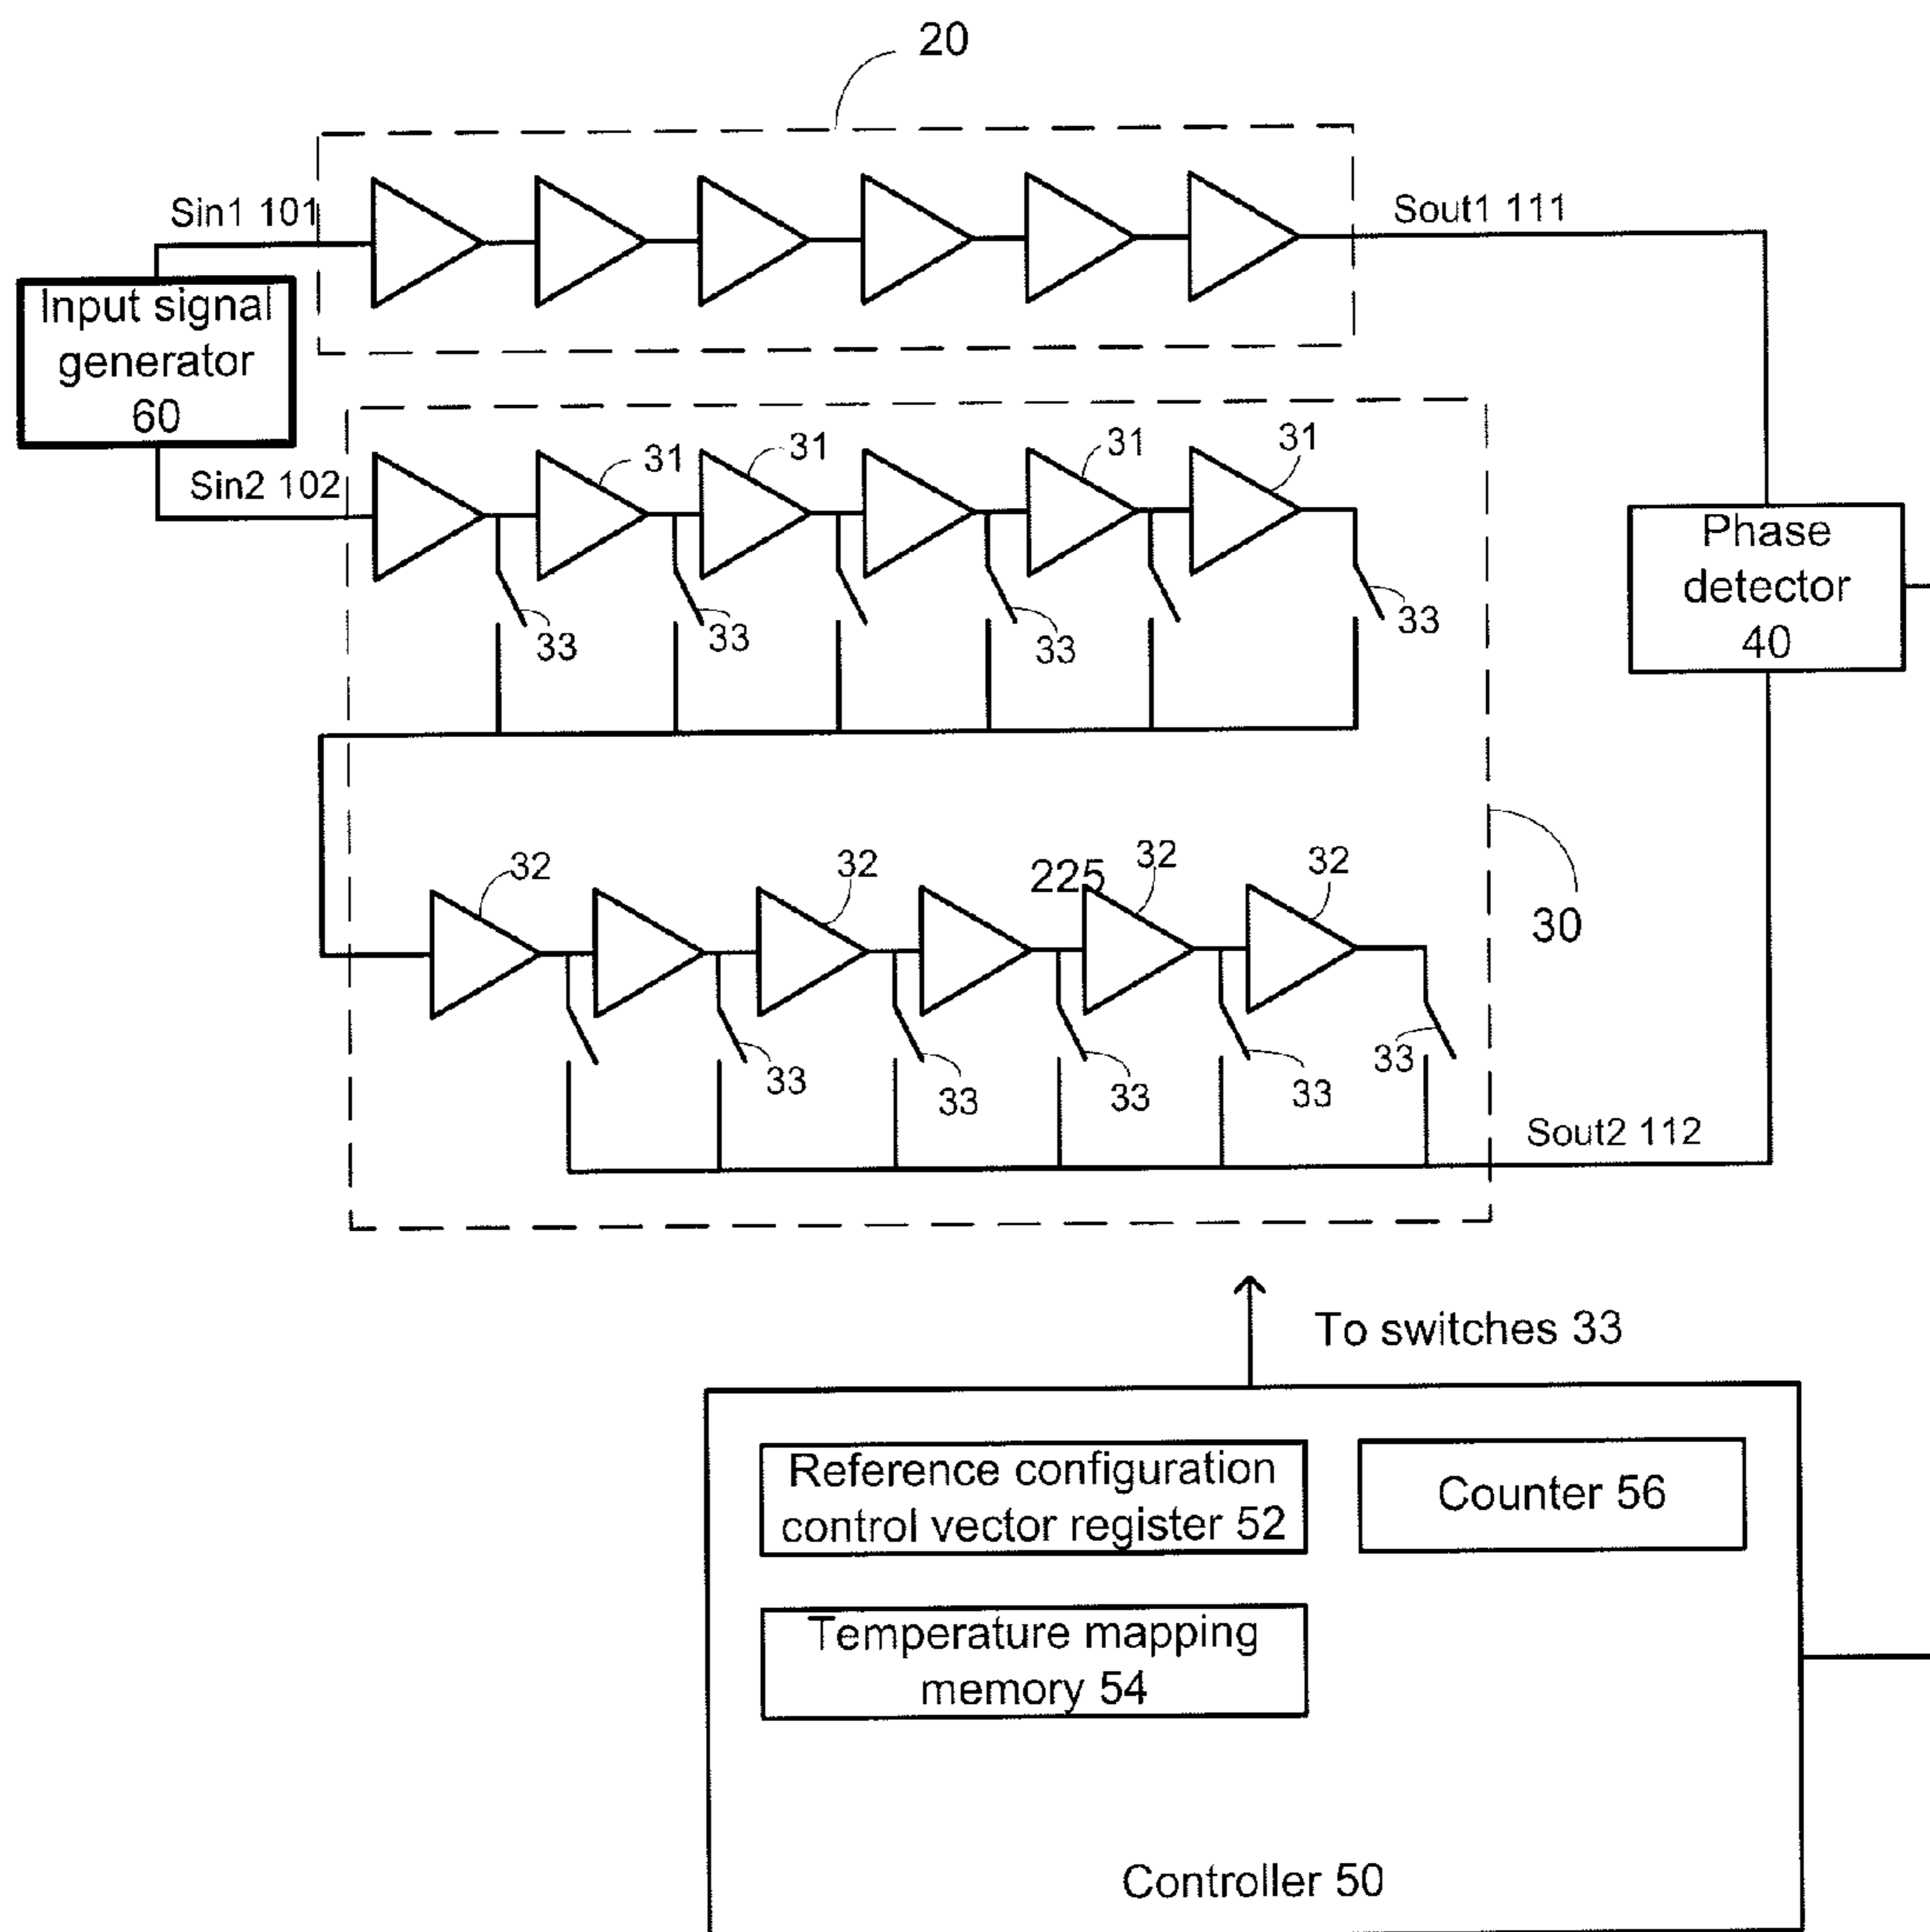 20
Sin1 101
Sout1 111
Input signal
generator
60
31
31
31
31
Sin2 102
Phase
detector
40
33
33
33
33
32
32
225
32
32
30
33
33
33
33
33
Sout2 112
To switches 33
Reference configuration
control vector register 52
Counter 56
Temperature mapping
memory 54
Controller 50